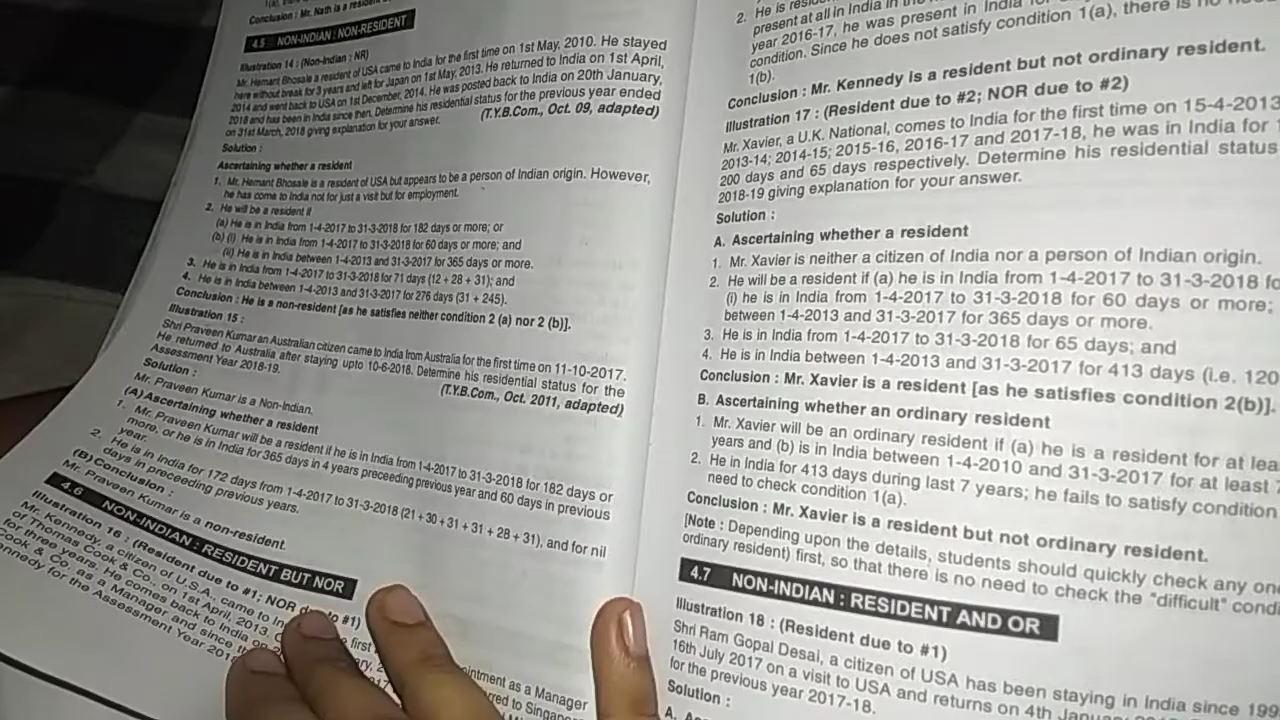 Conclusion : Mr. Nath is a resident
4.5 NON-INDIAN : NON-RESIDENT
Illustration 14 : (Non-Indian : NR)
Mr. Hemant Bhosale a resident of USA came to India for the first time on 1st May, 2010. He stayed
here without break for 3 years and left for Japan on 1st May, 2013. He returned to India on 1st April,
2014 and went back to USA on 1st December, 2014. He was posted back to India on 20th January,
2018 and has been in India since then. Determine his residential status for the previous year ended
on 31st March, 2018 giving explanation for your answer.
(T.Y.B.Com., Oct. 09, adapted)
Solution :
Ascertaining whether a resident
1. Mr. Hemant Bhosale is a resident of USA but appears to be a person of Indian origin. However,
he has come to India not for just a visit but for employment.
2. He will be a resident if
(a) He is in India from 1-4-2017 to 31-3-2018 for 182 days or more; or
(b) (i) He is in India from 1-4-2017 to 31-3-2018 for 60 days or more; and
(ii) He is in India between 1-4-2013 and 31-3-2017 for 365 days or more.
3. He is in India from 1-4-2017 to 31-3-2018 for 71 days (12 + 28 + 31); and
4. He is in India between 1-4-2013 and 31-3-2017 for 276 days (31 + 245).
Conclusion : He is a non-resident [as he satisfies neither condition 2 (a) nor 2 (b)].
Illustration 15 :
Shri Praveen Kumar an Australian citizen came to India from Australia for the first time on 11-10-2017.
He returned to Australia after staying upto 10-6-2018. Determine his residential status for the
Assessment Year 2018-19.
(T.Y.B.Com., Oct. 2011, adapted)
Solution :
Mr. Praveen Kumar is a Non-Indian.
(A) Ascertaining whether a resident
1. Mr. Praveen Kumar will be a resident if he is in India from 1-4-2017 to 31-3-2018 for 182 days or
more, or he is in India for 365 days in 4 years preceeding previous year and 60 days in previous
year.
2. He is in India for 172 days from 1-4-2017 to 31-3-2018 (21 + 30 + 31 + 31 + 28 + 31), and for nil
days in preceeding previous years.
(B) Conclusion :
Mr. Praveen Kumar is a non-resident.
4.6 NON-INDIAN : RESIDENT BUT NOR
Illustration 16 : (Resident due to #1; NOR due to #1)
Mr. Kennedy, a citizen of U.S.A., came to In
of Thomas Cook & Co., on 1st April, 2013. first
for three years. He comes back to India on ointment as a Manager
Cook & Co. as a Manager and since th rred to Singapore
Kennedy for the Assessment Year 2018
2. He is
present at all in India in the
year 2016-17, he was present in India
condition. Since he does not satisfy condition 1(a), there is no need
1(b).
Conclusion : Mr. Kennedy is a resident but not ordinary resident.
Illustration 17 : (Resident due to #2; NOR due to #2)
Mr. Xavier, a U.K. National, comes to India for the first time on 15-4-2013
2013-14; 2014-15; 2015-16, 2016-17 and 2017-18, he was in India for
200 days and 65 days respectively. Determine his residential status
2018-19 giving explanation for your answer.
Solution :
A. Ascertaining whether a resident
1. Mr. Xavier is neither a citizen of India nor a person of Indian origin.
2. He will be a resident if (a) he is in India from 1-4-2017 to 31-3-2018 fo
(i) he is in India from 1-4-2017 to 31-3-2018 for 60 days or more;
between 1-4-2013 and 31-3-2017 for 365 days or more.
3. He is in India from 1-4-2017 to 31-3-2018 for 65 days; and
4. He is in India between 1-4-2013 and 31-3-2017 for 413 days (i.e. 120
Conclusion : Mr. Xavier is a resident [as he satisfies condition 2(b)].
B. Ascertaining whether an ordinary resident
1. Mr. Xavier will be an ordinary resident if (a) he is a resident for at lea
years and (b) is in India between 1-4-2010 and 31-3-2017 for at least 7
2. He in India for 413 days during last 7 years; he fails to satisfy condition
need to check condition 1(a).
Conclusion : Mr. Xavier is a resident but not ordinary resident.
[Note : Depending upon the details, students should quickly check any on
ordinary resident) first, so that there is no need to check the "difficult" cond
4.7 NON-INDIAN : RESIDENT AND OR
Illustration 18 : (Resident due to #1)
Shri Ram Gopal Desai, a citizen of USA has been staying in India since 199
16th July 2017 on a visit to USA and returns on 4th Janu
for the previous year 2017-18.
Solution :